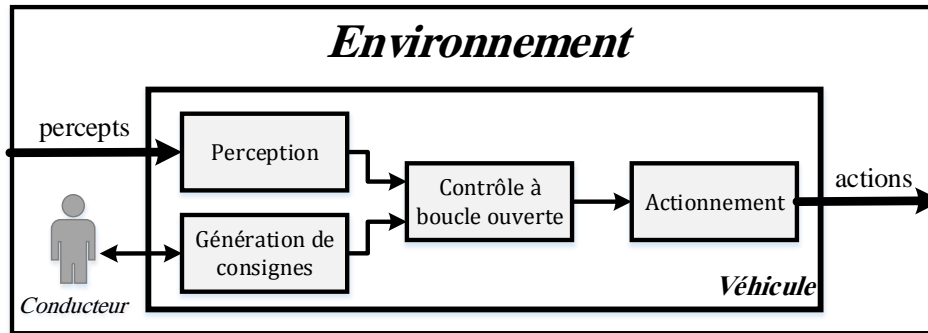 Environnement
percepts
Perception
Contrôle à
boucle ouverte
Actionnement
actions
Génération de
consignes
Conducteur
Véhicule